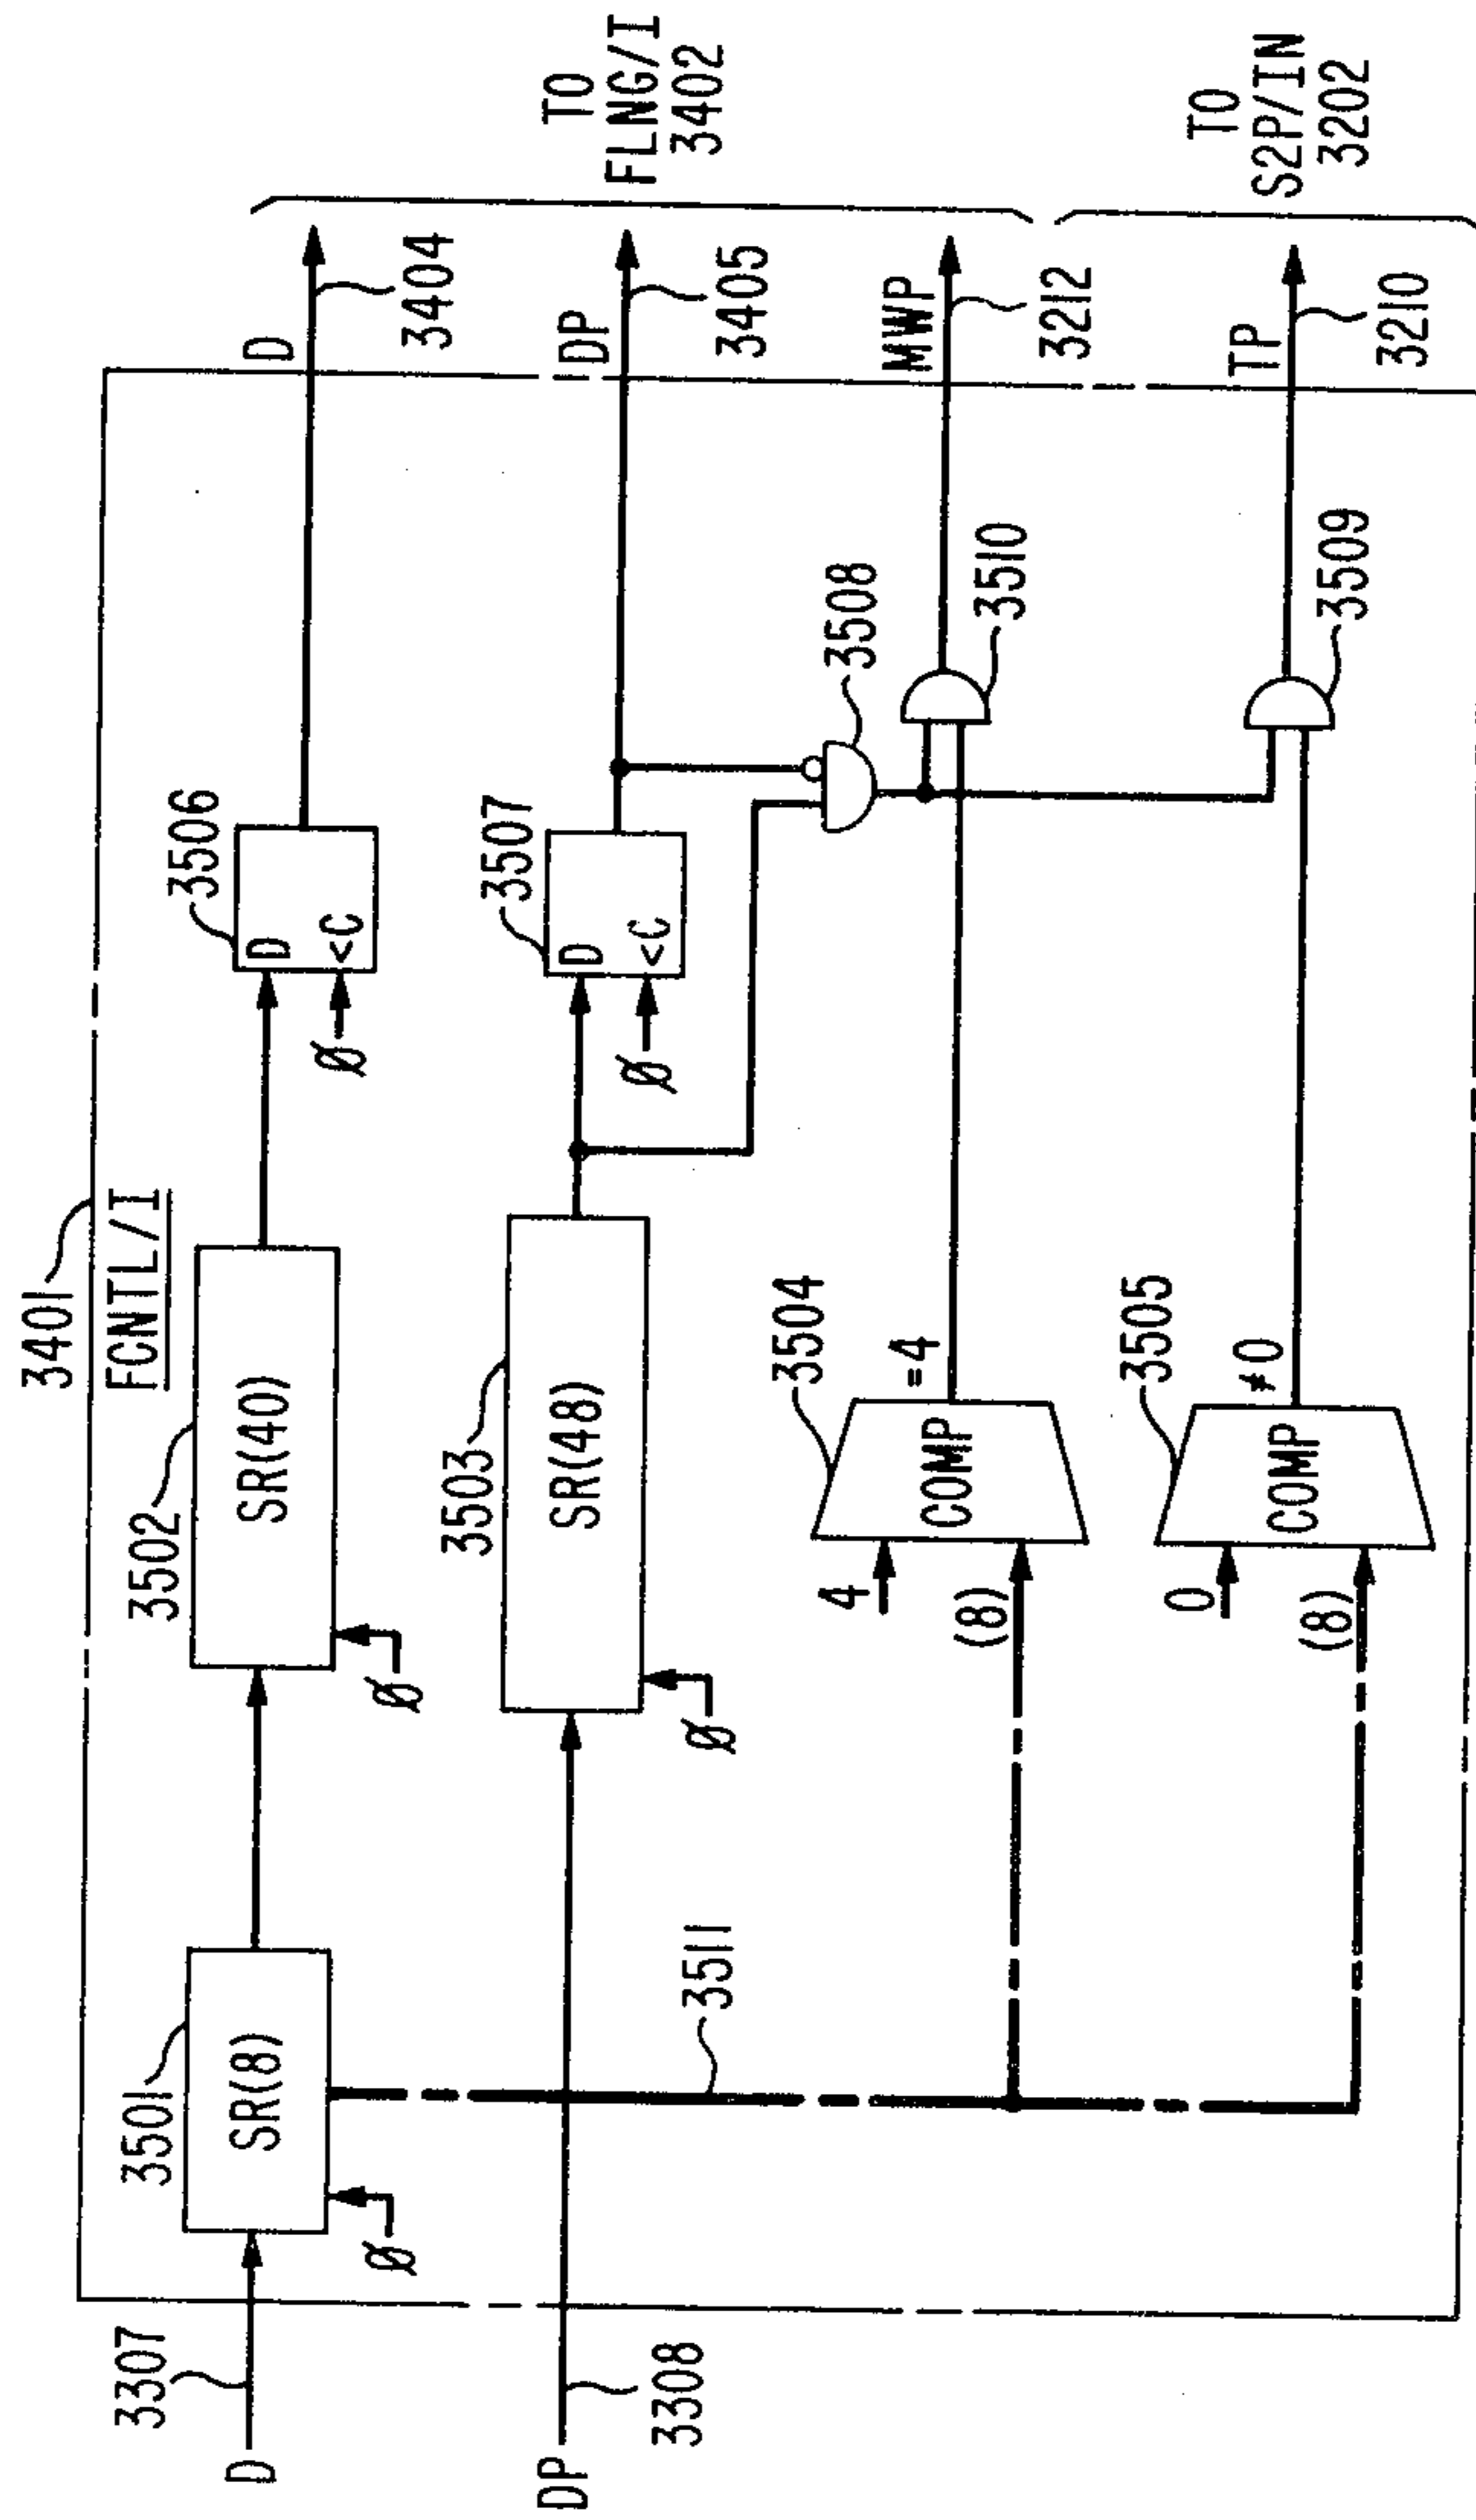 3401
FCNTL/I
3307
D
3501
SR(8)
Ø
3502
SR(40)
Ø
3506
D
<C
Ø
D
3404
DP
3308
3503
SR(48)
Ø
3507
D
<C
Ø
DP
3405
TO
FLNG/I
3402
3508
3511
4
(8)
COMP
3504
=4
3510
MWP
3212
0
(8)
COMP
3505
≠0
3509
TP
3210
TO
S2P/IN
3202